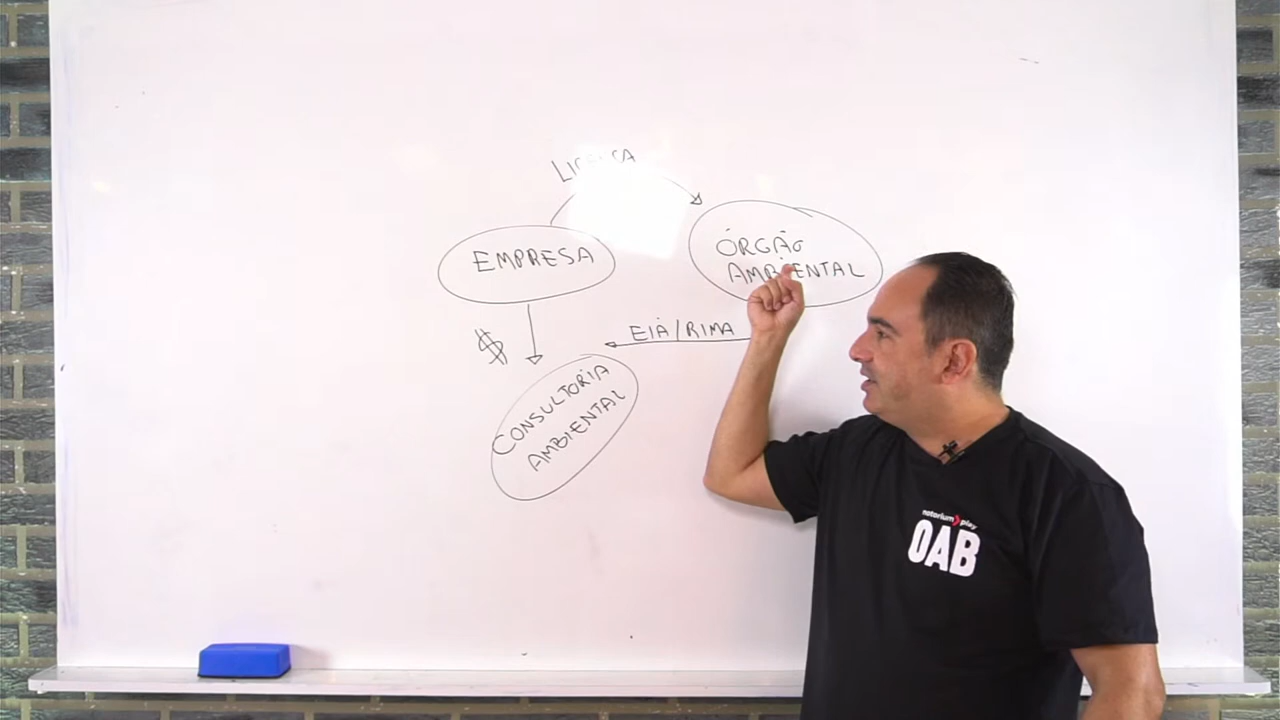 LICENÇA
EMPRESA
ÓRGÃO
AMBIENTAL
$
EIA/RIMA
CONSULTORIA
AMBIENTAL
notorium play
OAB